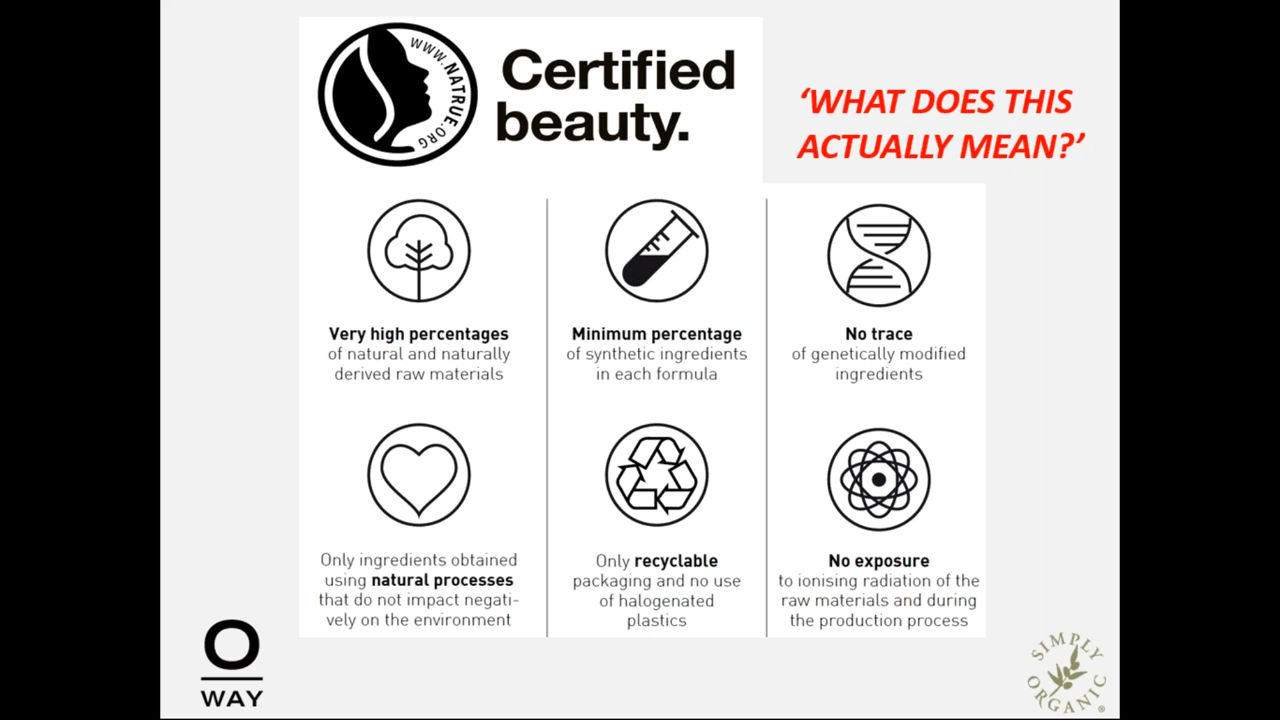 WWW.NATRUE.ORG
Certified
beauty.
‘WHAT DOES THIS
ACTUALLY MEAN?’
Very high percentages
of natural and naturally
derived raw materials
Minimum percentage
of synthetic ingredients
in each formula
No trace
of genetically modified
ingredients
Only ingredients obtained
using natural processes
that do not impact negati-
vely on the environment
Only recyclable
packaging and no use
of halogenated
plastics
No exposure
to ionising radiation of the
raw materials and during
the production process
O
WAY
SIMPLY
ORGANIC®